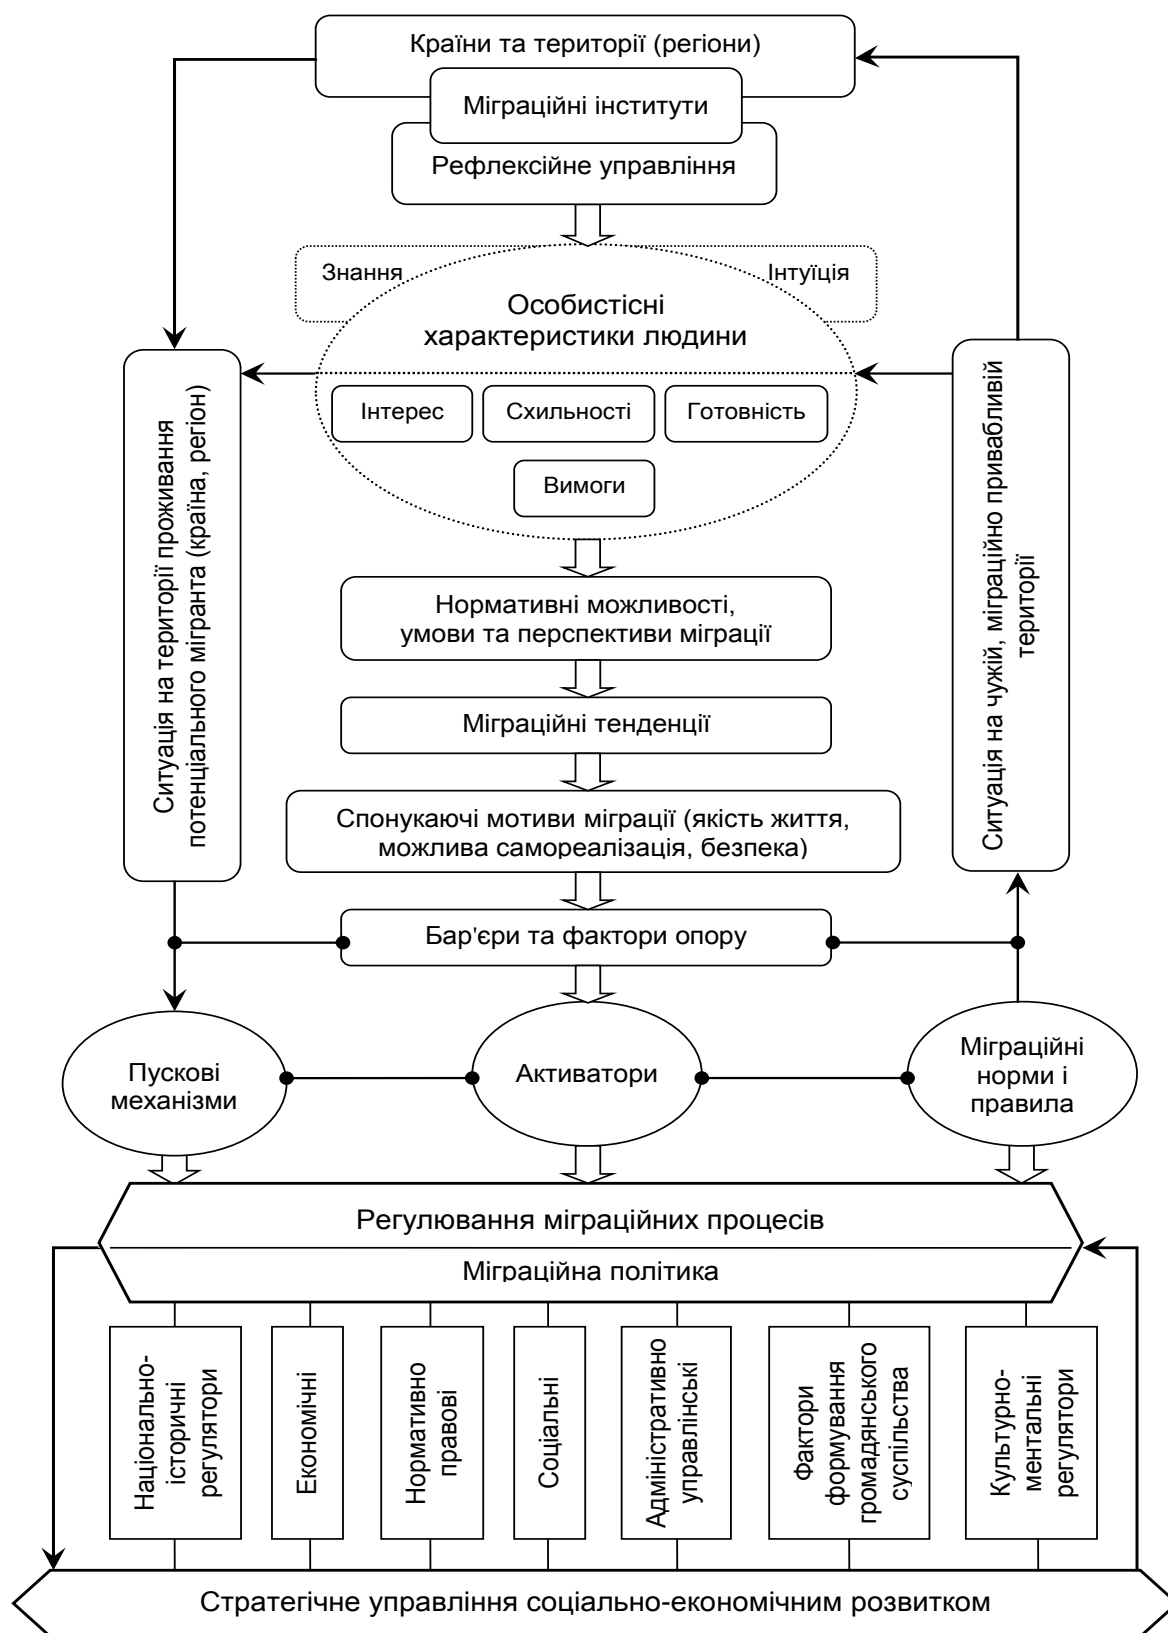 Країни та території (регіони)
Міграційні інститути
Рефлексійне управління
Знання
Інтуїція
Особистісні
характеристики людини
Інтерес
Схильності
Готовність
Вимоги
Ситуація на території проживання
потенціального мігранта (країна, регіон)
Ситуація на чужій, міграційно привабливій
території
Нормативні можливості,
умови та перспективи міграції
Міграційні тенденції
Спонукаючі мотиви міграції (якість життя,
можлива самореалізація, безпека)
Бар'єри та фактори опору
Пускові
механізми
Активатори
Міграційні
норми і
правила
Регулювання міграційних процесів
Міграційна політика
Національно-
історичні
регулятори
Економічні
Нормативно
правові
Соціальні
Адміністративно
управлінські
Фактори
формування
громадянського
суспільства
Культурно-
ментальні
регулятори
Стратегічне управління соціально-економічним розвитком